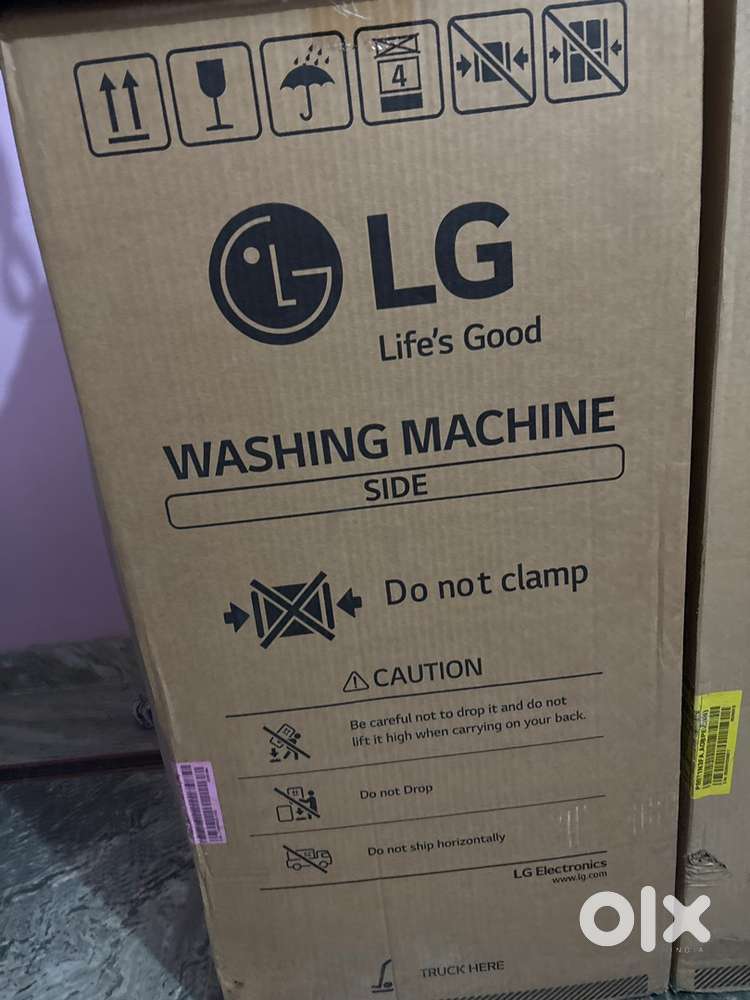 4
LG
Life's Good
WASHING MACHINE
SIDE
Do not clamp
CAUTION
Be careful not to drop it and do not
lift it high when carrying on your back.
Do not Drop
Do not ship horizontally
LG Electronics
www.lg.com
TRUCK HERE
olx
INDIA